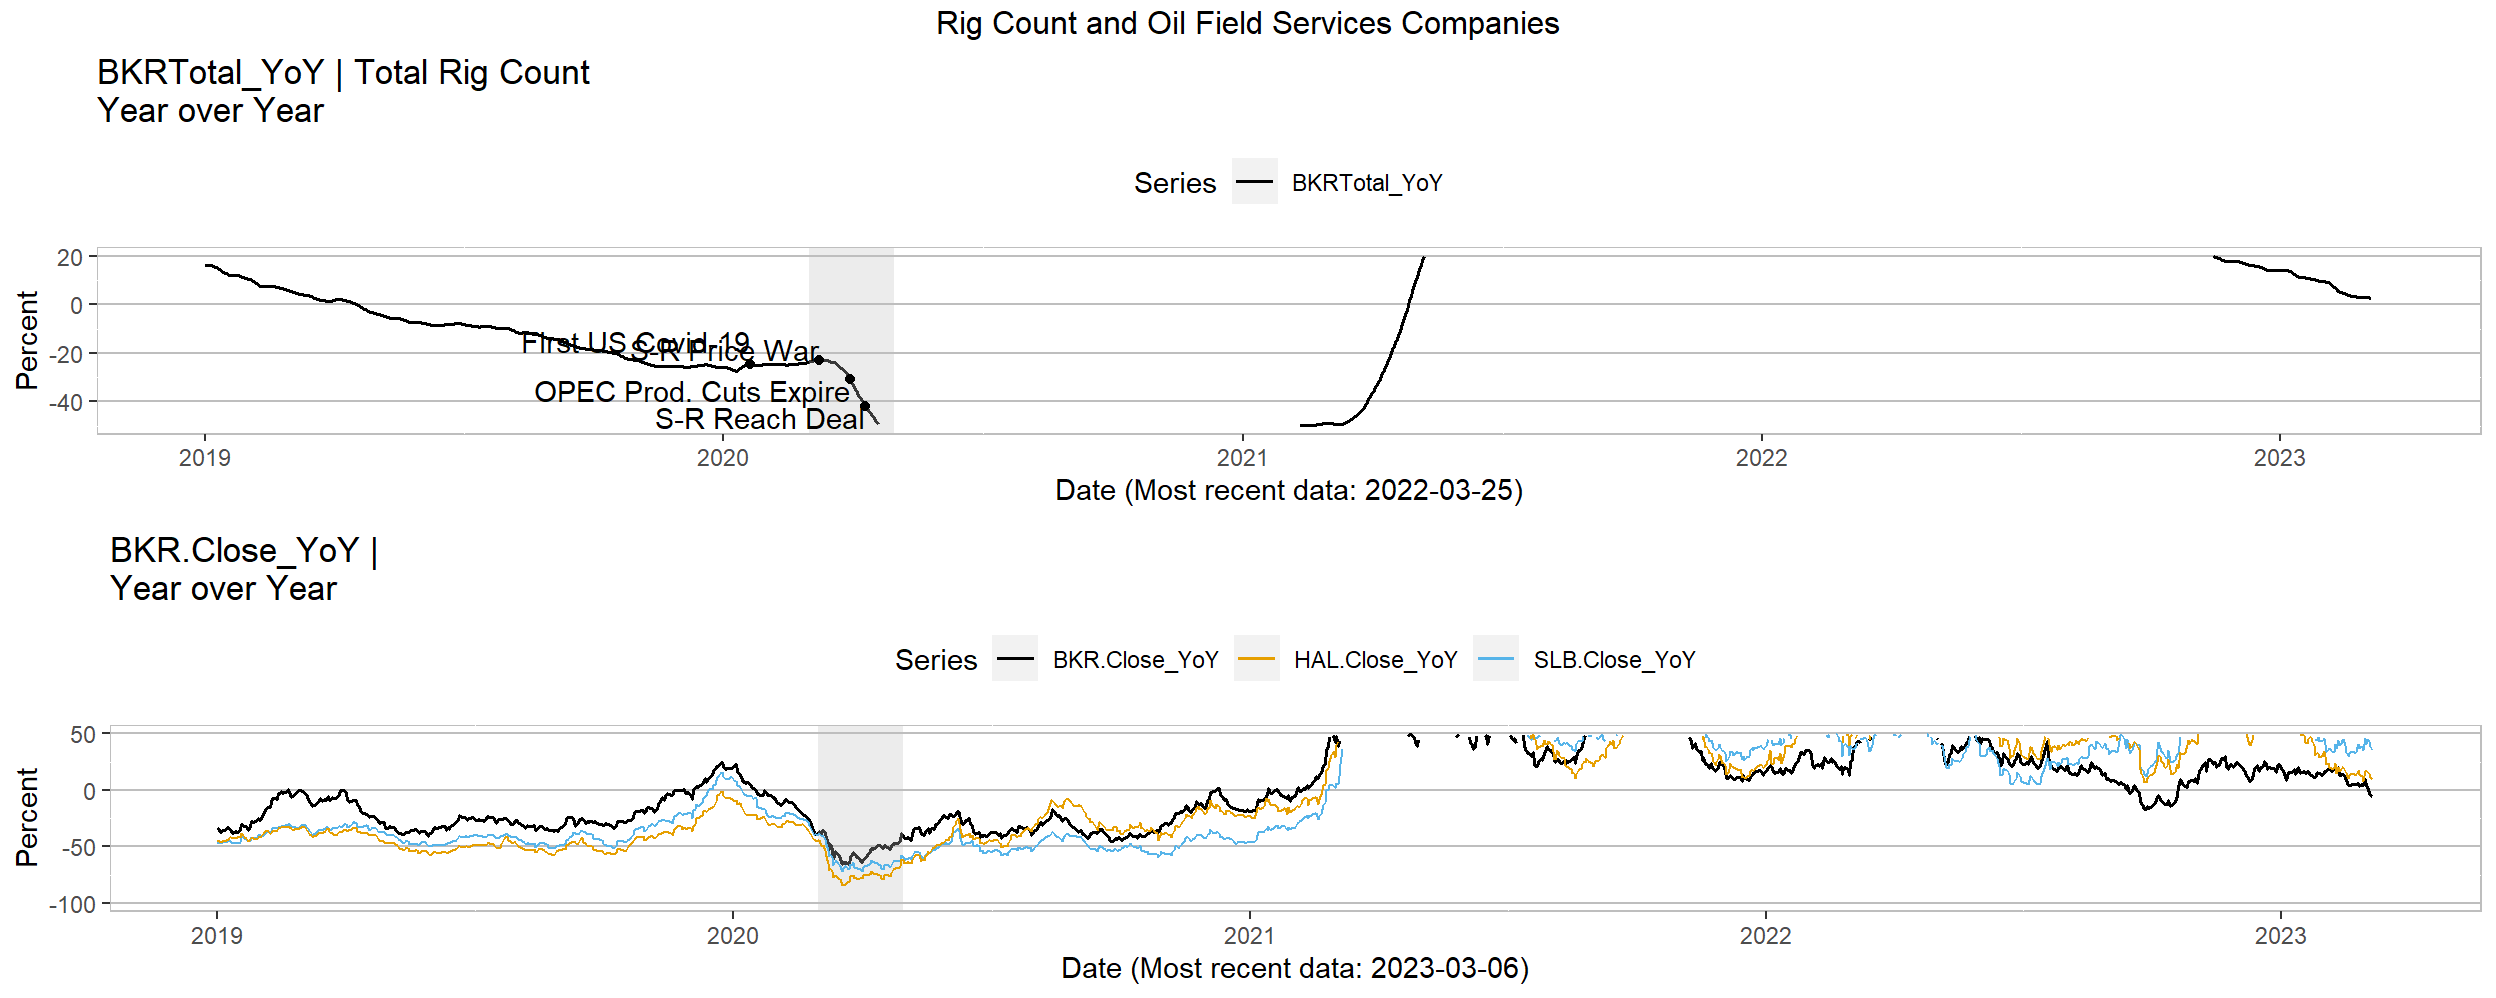 Rig Count and Oil Field Services Companies
BKRTotal_YoY | Total Rig Count
Year over Year
Series BKRTotal_YoY
20
0
-20
-40
Percent
First US Covid-19
S-R Price War
OPEC Prod. Cuts Expire
S-R Reach Deal
2019 2020 2021 2022 2023
Date (Most recent data: 2022-03-25)
BKR.Close_YoY |
Year over Year
Series BKR.Close_YoY HAL.Close_YoY SLB.Close_YoY
50
0
-50
-100
Percent
2019 2020 2021 2022 2023
Date (Most recent data: 2023-03-06)